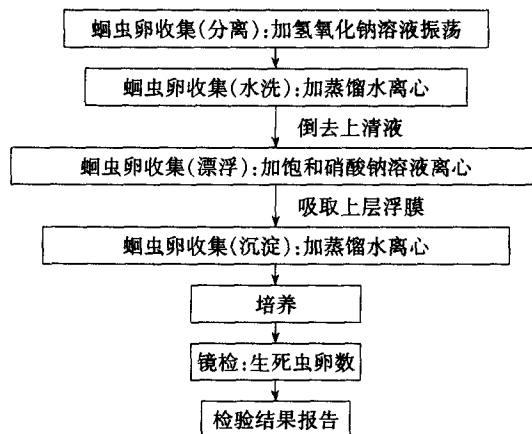 蛔虫卵收集(分离):加氢氧化钠溶液振荡
蛔虫卵收集(水洗):加蒸馏水离心
倒去上清液
蛔虫卵收集(漂浮):加饱和硝酸钠溶液离心
吸取上层浮膜
蛔虫卵收集(沉淀):加蒸馏水离心
培养
镜检:生死虫卵数
检验结果报告